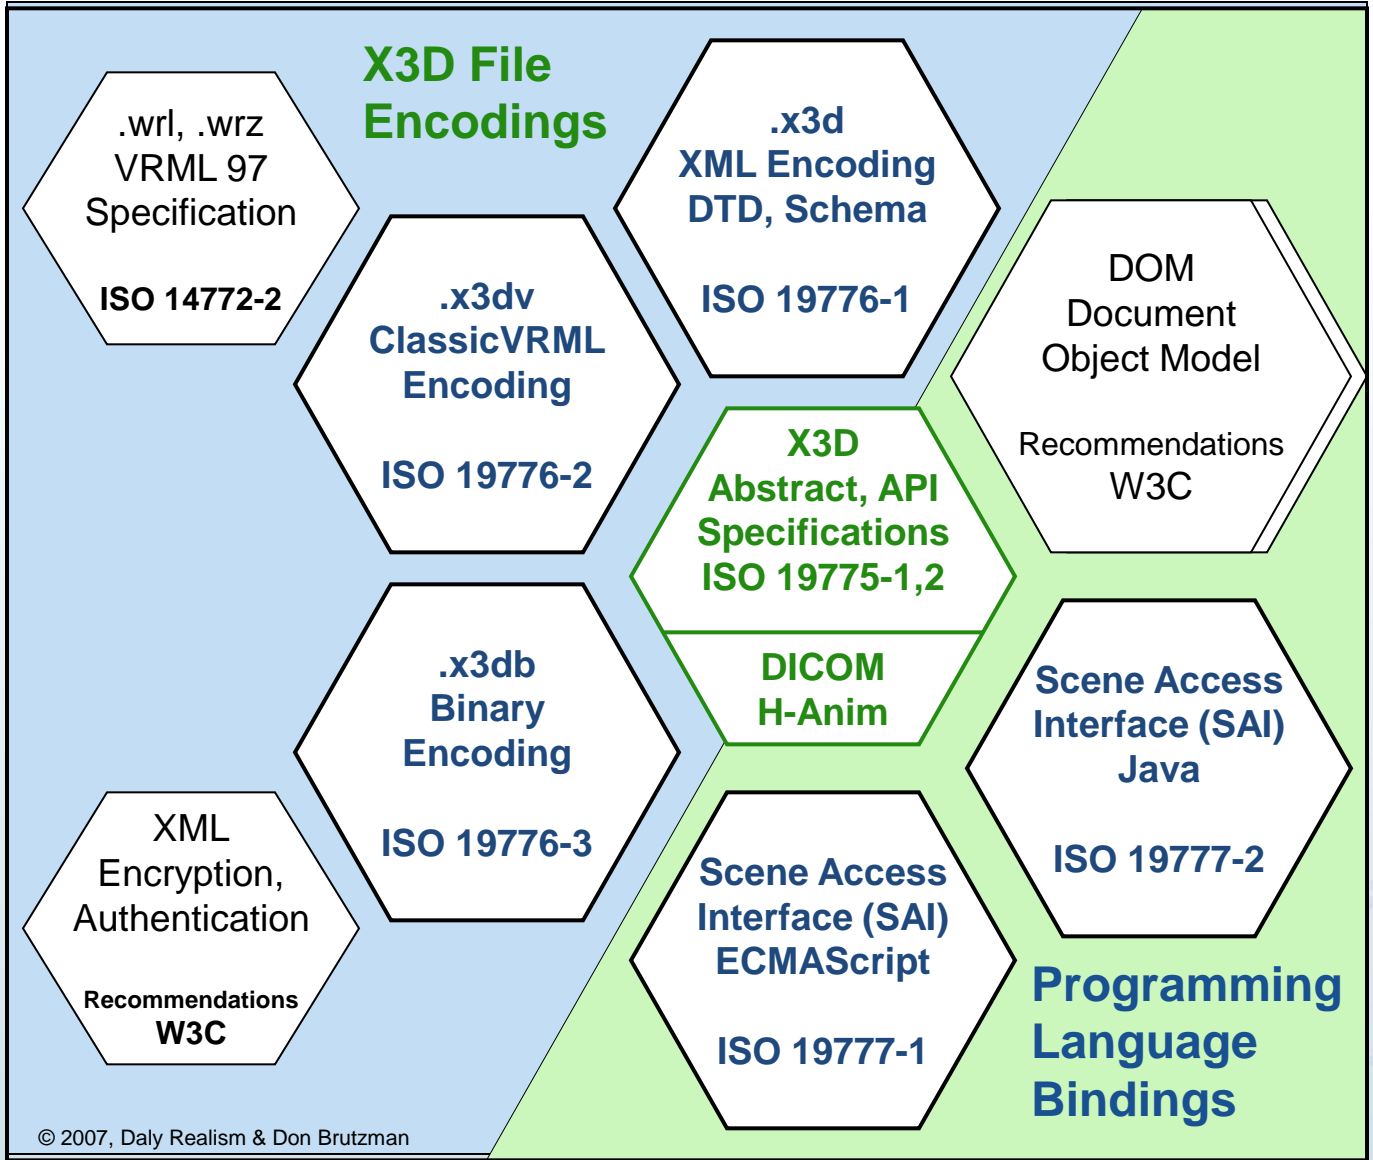 X3D File
Encodings
.wrl, .wrz
VRML 97
Specification
ISO 14772-2
.x3d
XML Encoding
DTD, Schema
ISO 19776-1
.x3dv
ClassicVRML
Encoding
ISO 19776-2
DOM
Document
Object Model
Recommendations
W3C
X3D
Abstract, API
Specifications
ISO 19775-1,2
DICOM
H-Anim
.x3db
Binary
Encoding
ISO 19776-3
Scene Access
Interface (SAI)
Java
ISO 19777-2
XML
Encryption,
Authentication
Recommendations
W3C
Scene Access
Interface (SAI)
ECMAScript
ISO 19777-1
Programming
Language
Bindings
© 2007, Daly Realism & Don Brutzman